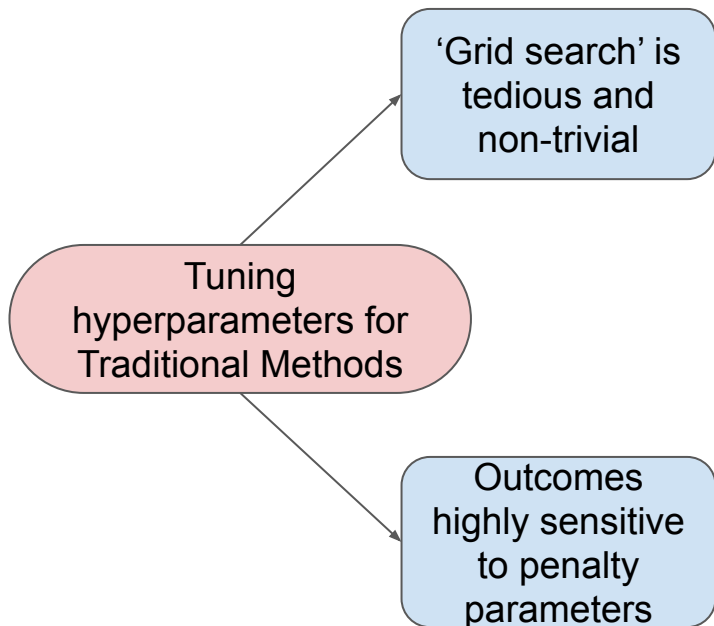 ‘Grid search’ is
tedious and
non-trivial
Tuning
hyperparameters for
Traditional Methods
Outcomes
highly sensitive
to penalty
parameters